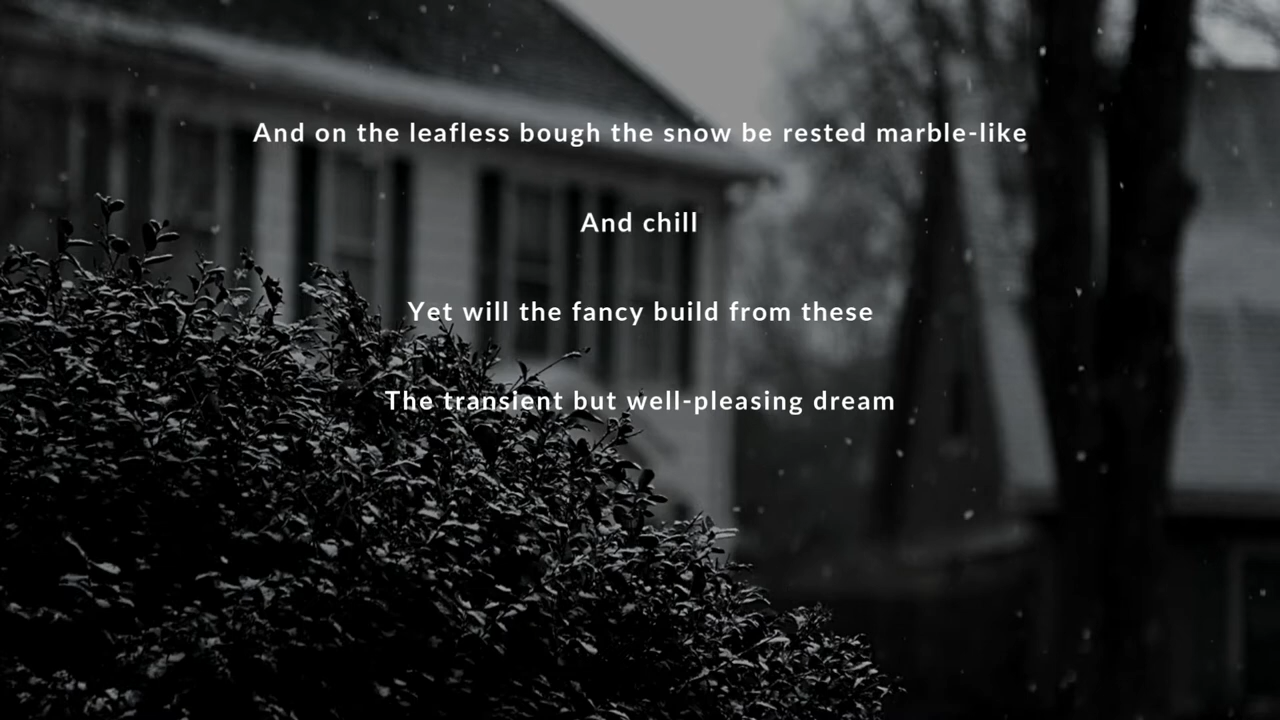 And on the leafless bough the snow be rested marble-like
And chill
Yet will the fancy build from these
The transient but well-pleasing dream